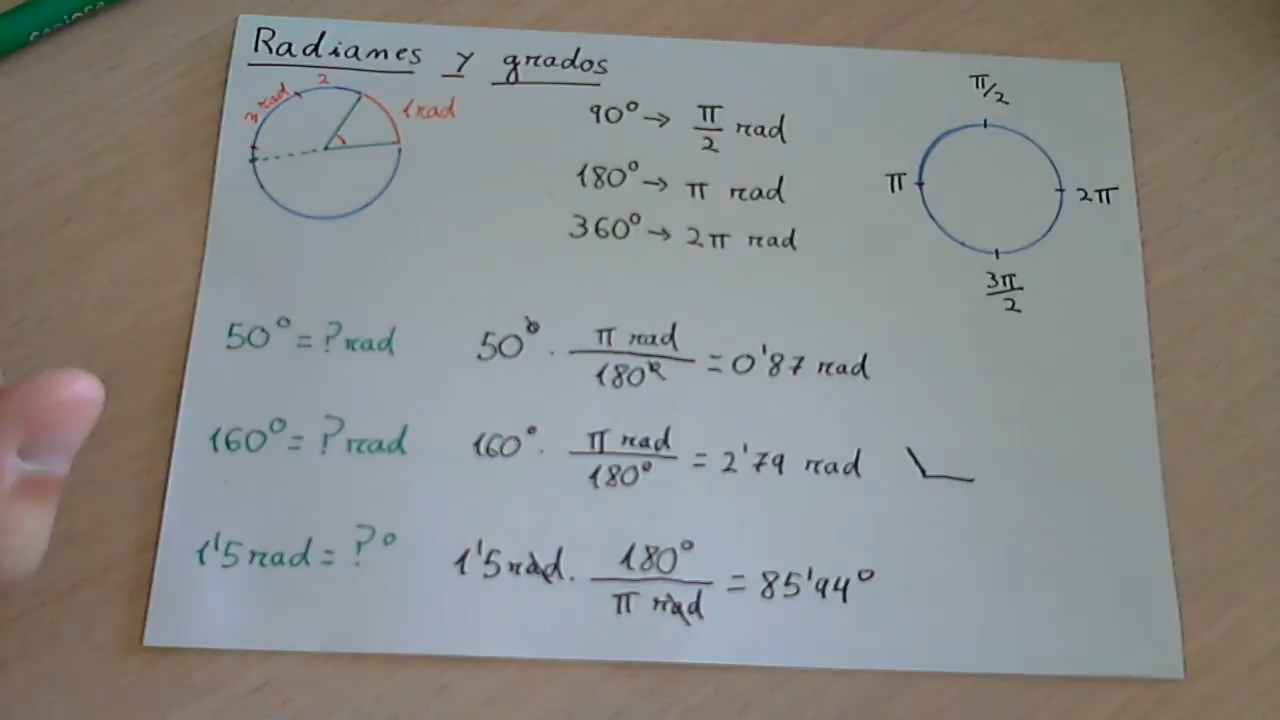 Radianes y grados
2
π rad
1 rad
90° → π/2 rad
180° → π rad
360° → 2π rad
π/2
π
2π
3π/2
50° = ? rad
50° · π rad/180° = 0'87 rad
160° = ? rad
160° · π rad/180° = 2'79 rad
1'5 rad = ?°
1'5 rad · 180°/π rad = 85'94°